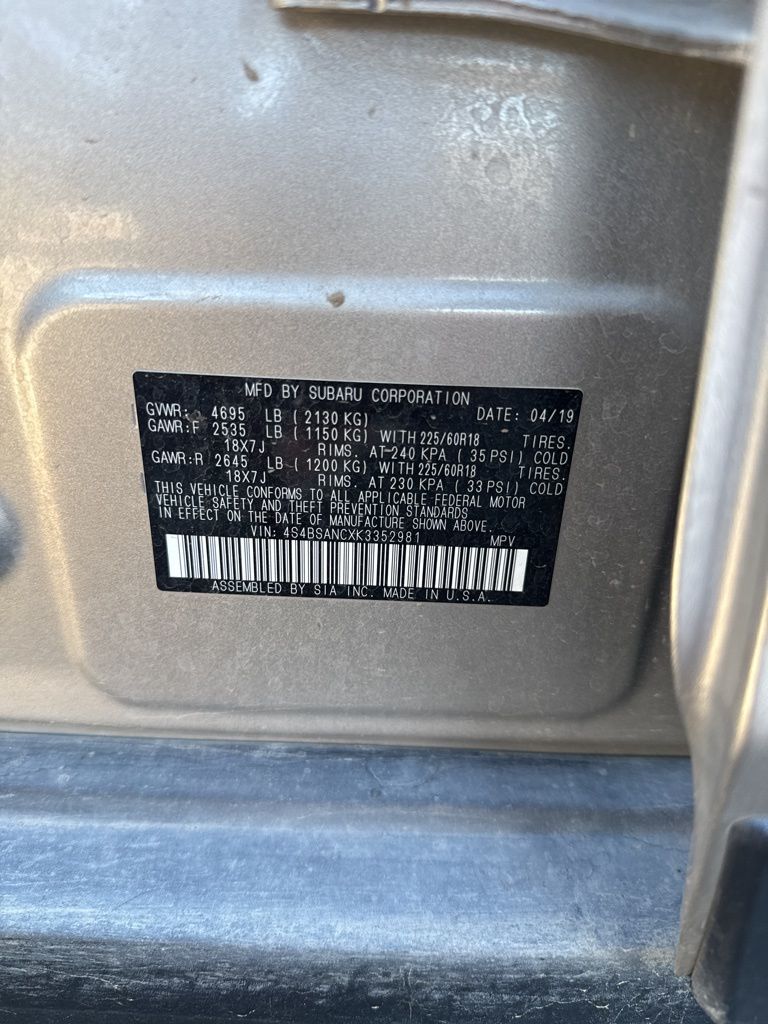 MFD BY SUBARU CORPORATION
GVWR: 4695 LB ( 2130 KG) DATE: 04/19
GAWR:F 2535 LB ( 1150 KG) WITH 225/60R18 TIRES.
18X7J RIMS. AT 240 KPA ( 35 PSI) COLD
GAWR:R 2645 LB ( 1200 KG) WITH 225/60R18 TIRES.
18X7J RIMS. AT 230 KPA ( 33 PSI) COLD
THIS VEHICLE CONFORMS TO ALL APPLICABLE FEDERAL MOTOR
VEHICLE SAFETY AND THEFT PREVENTION STANDARDS
IN EFFECT ON THE DATE OF MANUFACTURE SHOWN ABOVE.
VIN: 4S4BSANCXK3352981 MPV
ASSEMBLED BY SIA INC. MADE IN U.S.A.